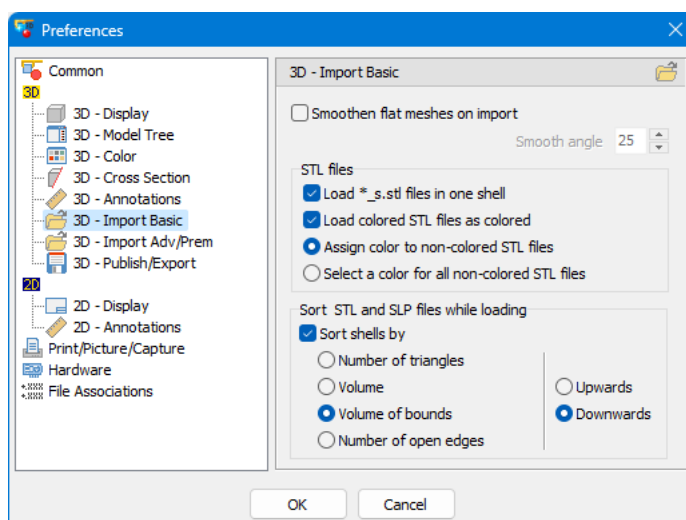 Preferences
Common
3D
3D - Display
3D - Model Tree
3D - Color
3D - Cross Section
3D - Annotations
3D - Import Basic
3D - Import Adv/Prem
3D - Publish/Export
2D
2D - Display
2D - Annotations
Print/Picture/Capture
Hardware
File Associations
3D - Import Basic
Smoothen flat meshes on import
Smooth angle 25
STL files
Load *_s.stl files in one shell
Load colored STL files as colored
Assign color to non-colored STL files
Select a color for all non-colored STL files
Sort STL and SLP files while loading
Sort shells by
Number of triangles
Volume
Upwards
Volume of bounds
Downwards
Number of open edges
OK
Cancel